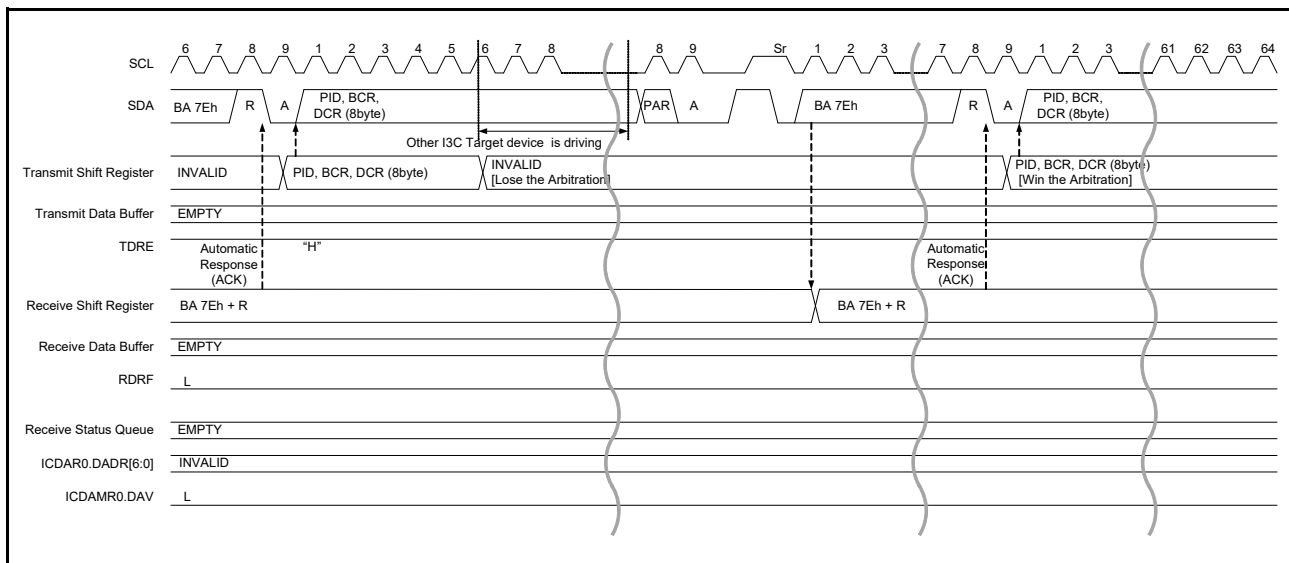 6 7 8 9 1 2 3 4 5 6 7 8 8 9 Sr 1 2 3 7 8 9 1 2 3 61 62 63 64
SCL
SDA BA 7Eh R A PID, BCR, DCR (8byte) PAR A BA 7Eh R A PID, BCR, DCR (8byte)
Other I3C Target device is driving
Transmit Shift Register INVALID PID, BCR, DCR (8byte) INVALID [Lose the Arbitration] PID, BCR, DCR (8byte) [Win the Arbitration]
Transmit Data Buffer EMPTY
TDRE "H"
Automatic Response (ACK) Automatic Response (ACK)
Receive Shift Register BA 7Eh + R BA 7Eh + R
Receive Data Buffer EMPTY
RDRF L
Receive Status Queue EMPTY
ICDAR0.DADR[6:0] INVALID
ICDAMR0.DAV L